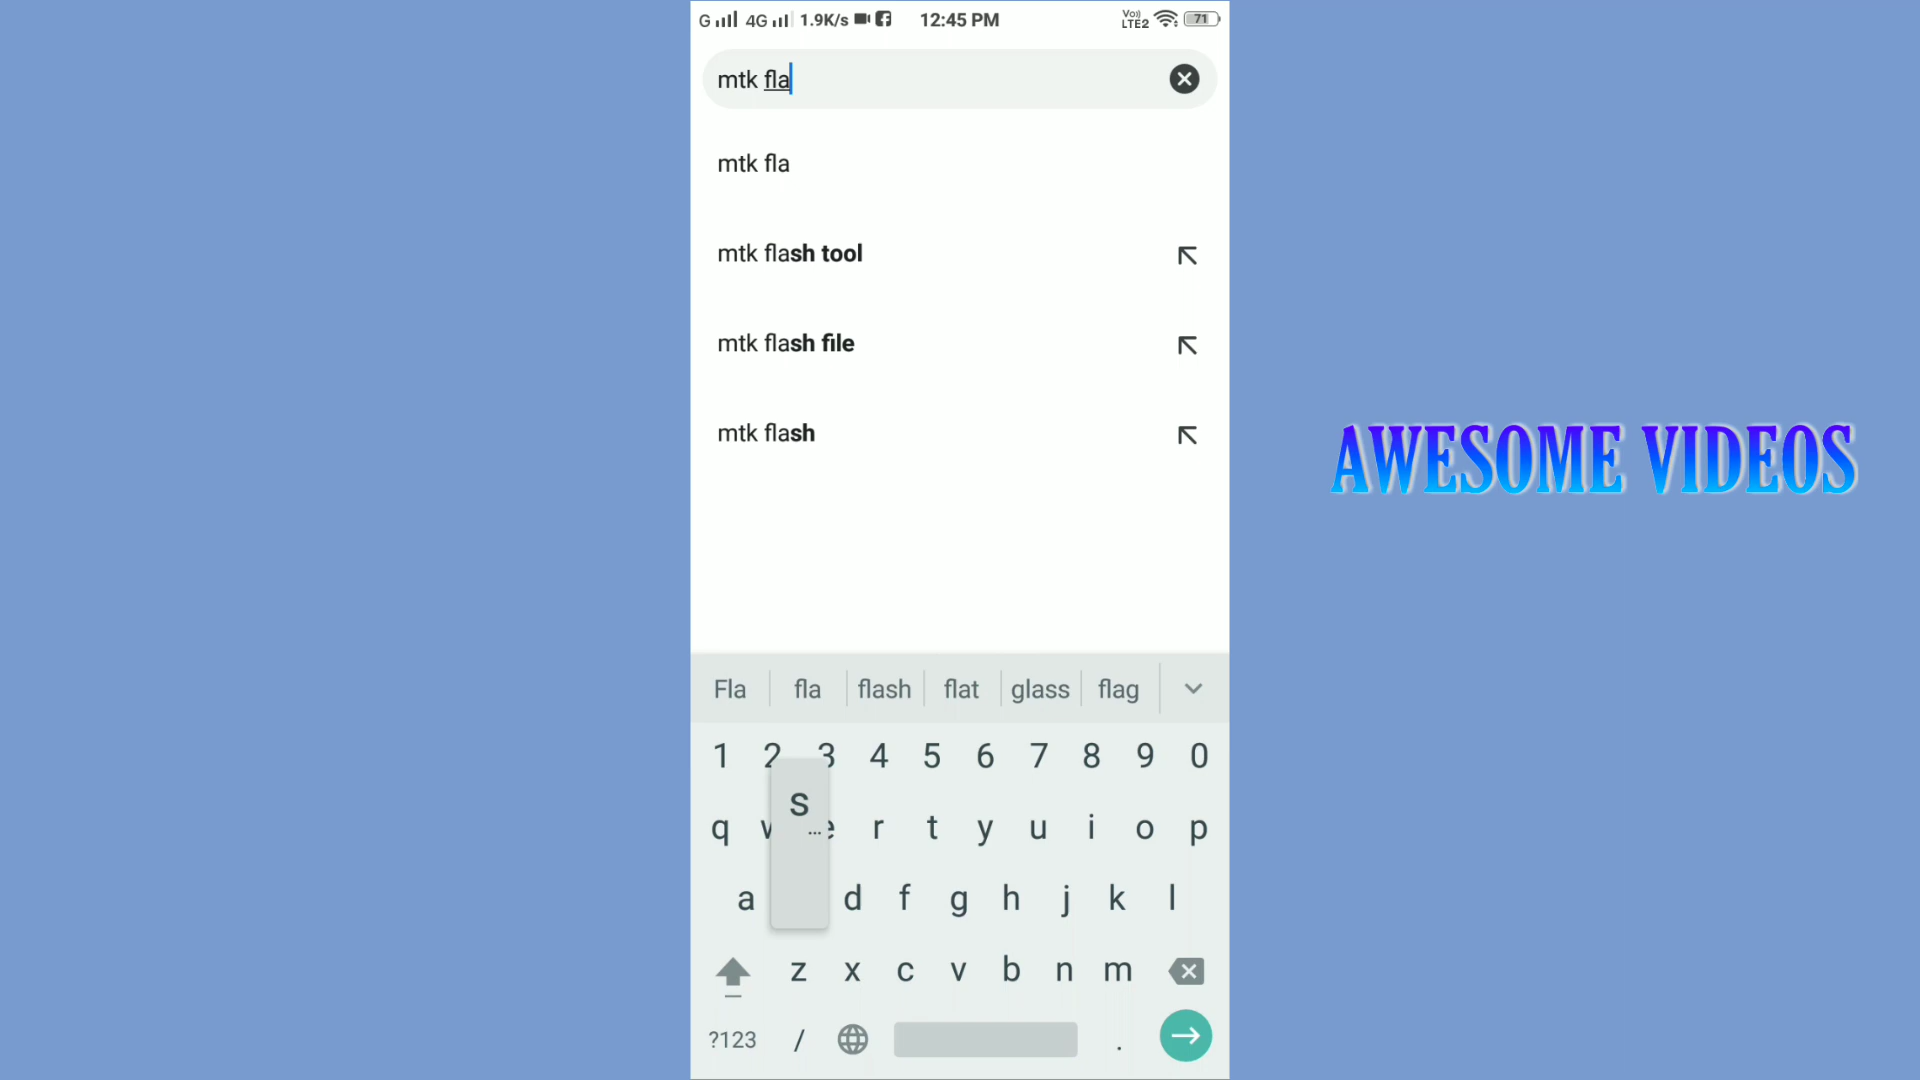 G 4G 1.9K/s 12:45 PM Vo)) LTE2 71
mtk fla
mtk fla
mtk flash tool
mtk flash file
mtk flash
AWESOME VIDEOS
Fla fla flash flat glass flag
1 2 3 4 5 6 7 8 9 0
s
...
q w e r t y u i o p
a d f g h j k l
z x c v b n m
?123 / .